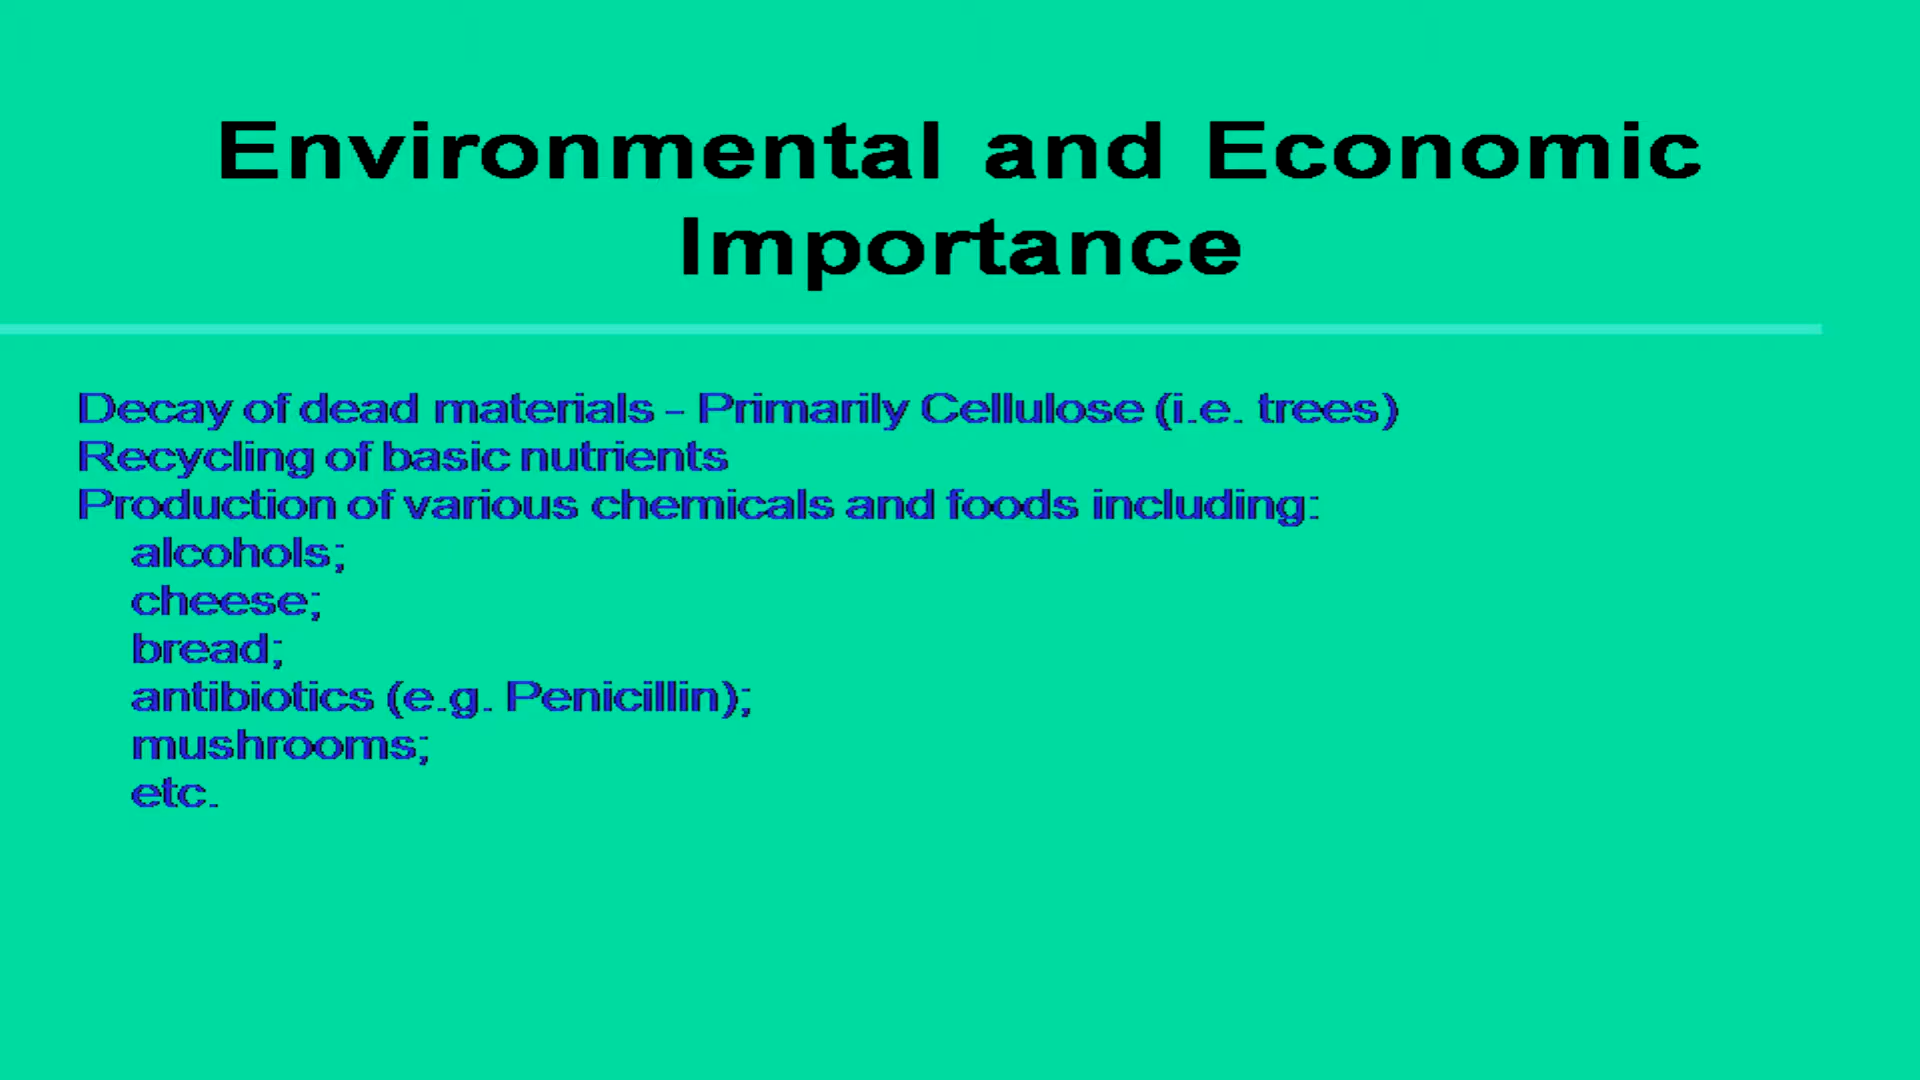 Environmental and Economic
Importance
Decay of dead materials – Primarily Cellulose (i.e. trees)
Recycling of basic nutrients
Production of various chemicals and foods including:
alcohols;
cheese;
bread;
antibiotics (e.g. Penicillin);
mushrooms;
etc.